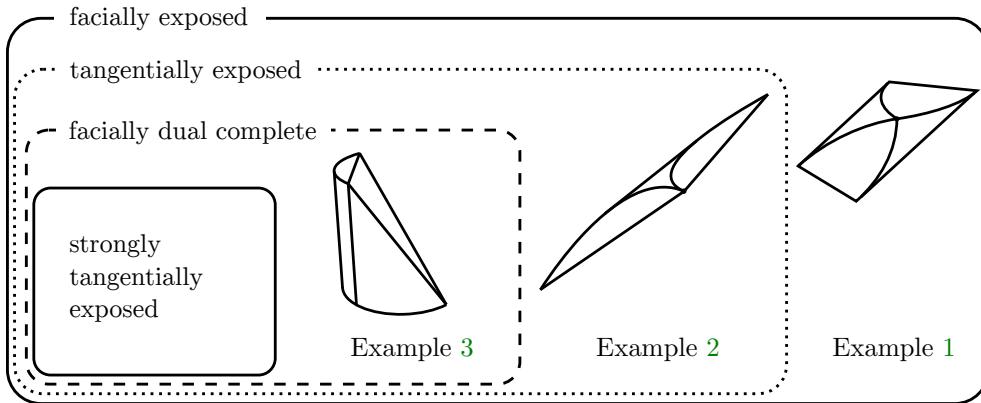 facially exposed
tangentially exposed
facially dual complete
strongly
tangentially
exposed
Example 3
Example 2
Example 1